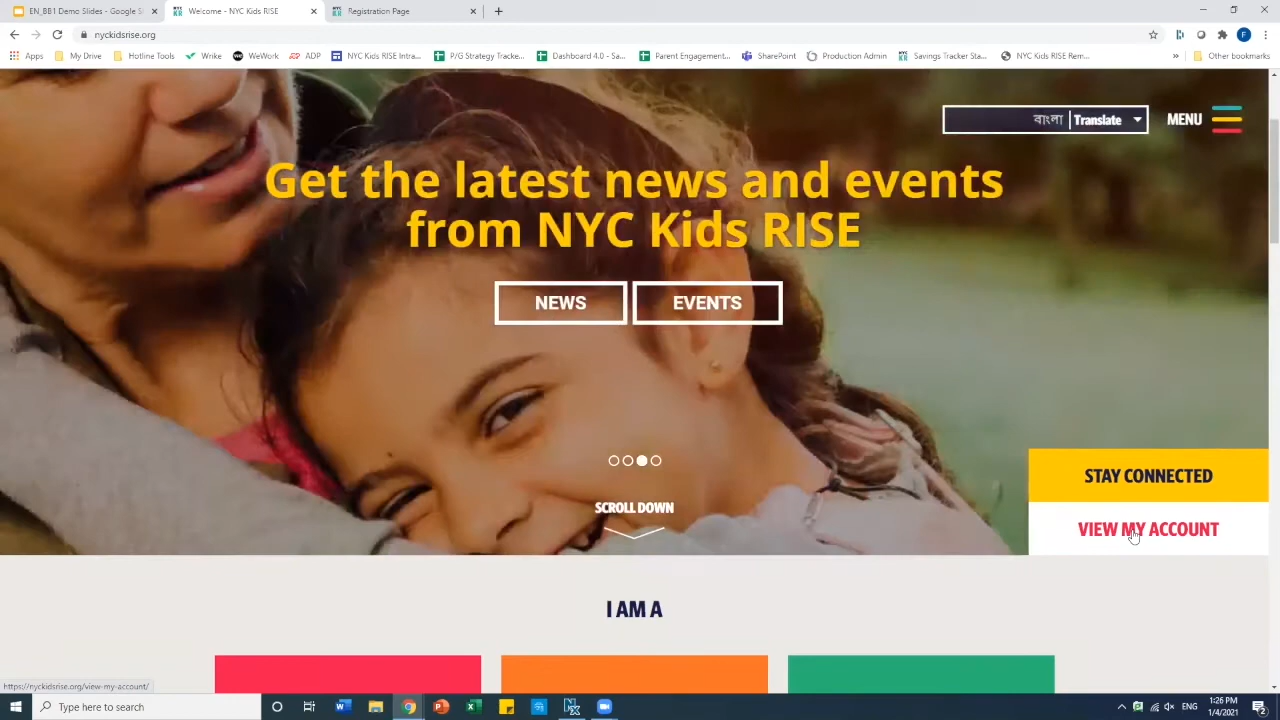 EN_BB1 Demo Slides - Google Sl
Welcome - NYC Kids RISE
Registration Page
nyckidsrise.org
F
Apps
My Drive
Hotline Tools
Wrike
WeWork
ADP
NYC Kids RISE Intra...
P/G Strategy Tracke...
Dashboard 4.0 - Sa...
Parent Engagement...
SharePoint
Production Admin
Savings Tracker Sta...
NYC Kids RISE Rem...
»
Other bookmarks
বাংলা | Translate
MENU
Get the latest news and events
from NYC Kids RISE
NEWS
EVENTS
SCROLL DOWN
STAY CONNECTED
VIEW MY ACCOUNT
I AM A
https://nyckidsrise.org/view-my-account/
Type here to search
ENG
1:26 PM
1/4/2021
2